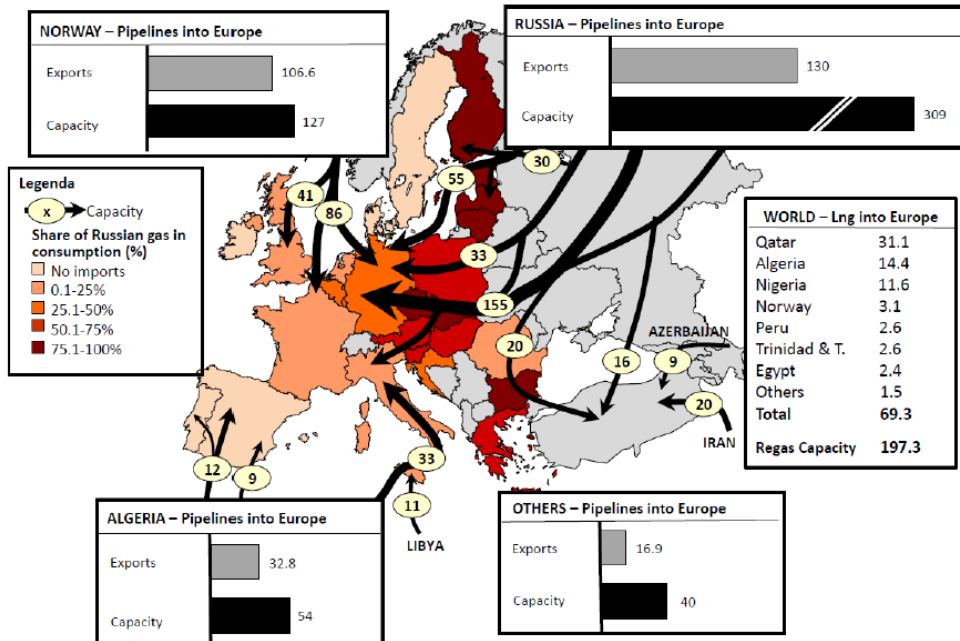 NORWAY – Pipelines into Europe
Exports 106.6
Capacity 127
RUSSIA – Pipelines into Europe
Exports 130
Capacity 309
Legenda
x Capacity
Share of Russian gas in
consumption (%)
No imports
0.1-25%
25.1-50%
50.1-75%
75.1-100%
41
86
55
30
33
155
20
16
9
20
AZERBAIJAN
IRAN
12
9
33
11
LIBYA
WORLD – Lng into Europe
Qatar 31.1
Algeria 14.4
Nigeria 11.6
Norway 3.1
Peru 2.6
Trinidad & T. 2.6
Egypt 2.4
Others 1.5
Total 69.3
Regas Capacity 197.3
ALGERIA – Pipelines into Europe
Exports 32.8
Capacity 54
OTHERS – Pipelines into Europe
Exports 16.9
Capacity 40